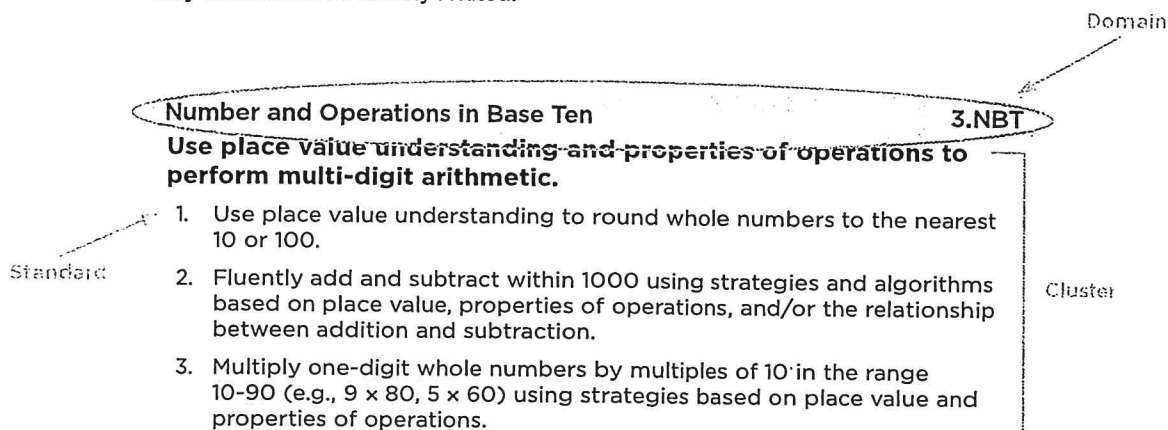 Domain
Number and Operations in Base Ten 3.NBT
Use place value understanding and properties of operations to
perform multi-digit arithmetic.
1. Use place value understanding to round whole numbers to the nearest
10 or 100.
Standard
2. Fluently add and subtract within 1000 using strategies and algorithms
based on place value, properties of operations, and/or the relationship
between addition and subtraction.
Cluster
3. Multiply one-digit whole numbers by multiples of 10 in the range
10-90 (e.g., 9 x 80, 5 x 60) using strategies based on place value and
properties of operations.